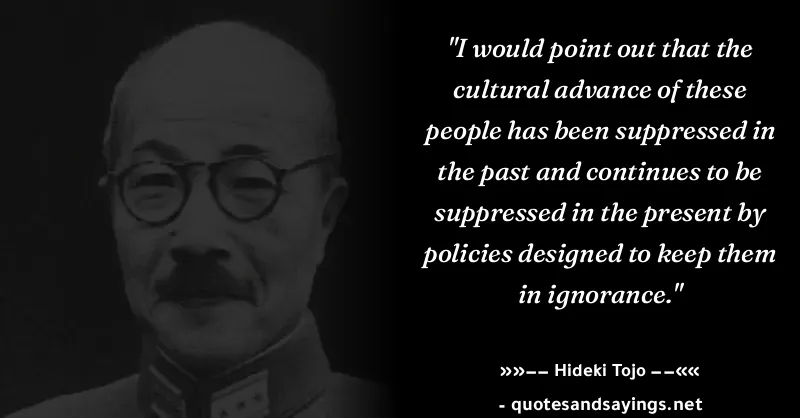 "I would point out that the
cultural advance of these
people has been suppressed in
the past and continues to be
suppressed in the present by
policies designed to keep them
in ignorance."
»»−− Hideki Tojo −−««
- quotesandsayings.net